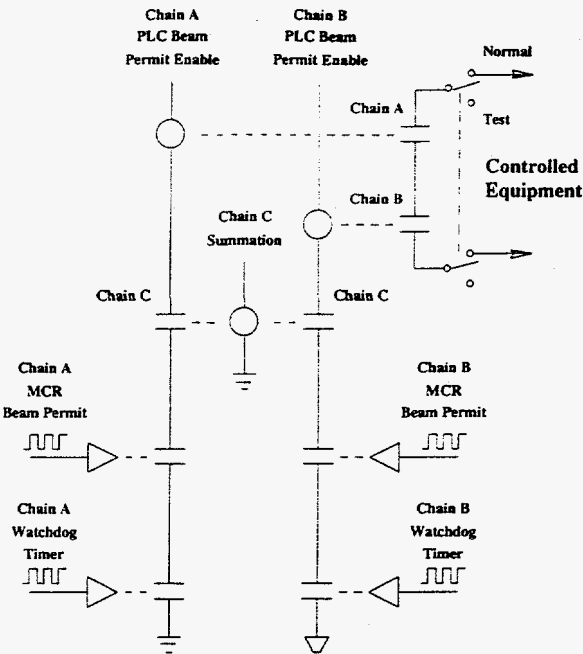 Chain A
PLC Beam
Permit Enable
Chain B
PLC Beam
Permit Enable
Normal
Chain A
Test
Controlled
Equipment
Chain B
Chain C
Summation
Chain C
Chain C
Chain A
MCR
Beam Permit
Chain B
MCR
Beam Permit
Chain A
Watchdog
Timer
Chain B
Watchdog
Timer